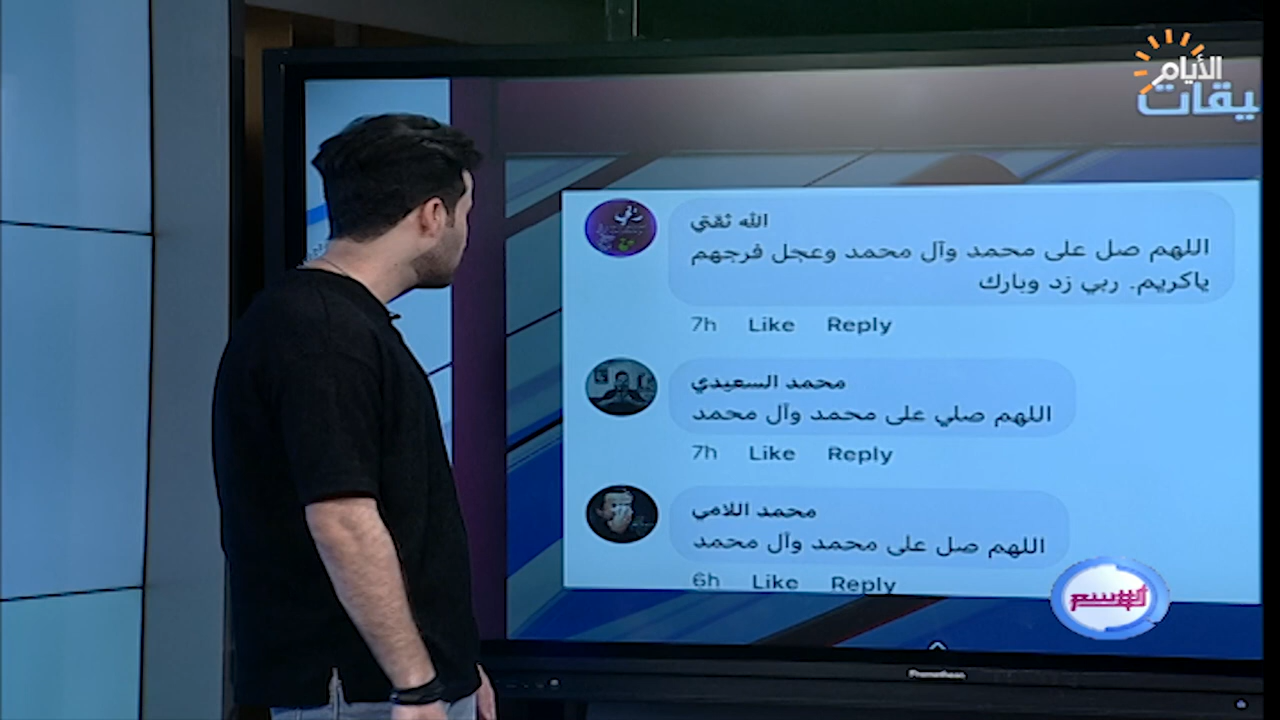 الأيام
يقات
الله ثقتي
اللهم صل على محمد وآل محمد وعجل فرجهم
ياكريم. ربي زد وبارك
7h Like Reply
محمد السعيدي
اللهم صلي على محمد وآل محمد
7h Like Reply
محمد اللامي
اللهم صل على محمد وآل محمد
6h Like Reply
Promethean